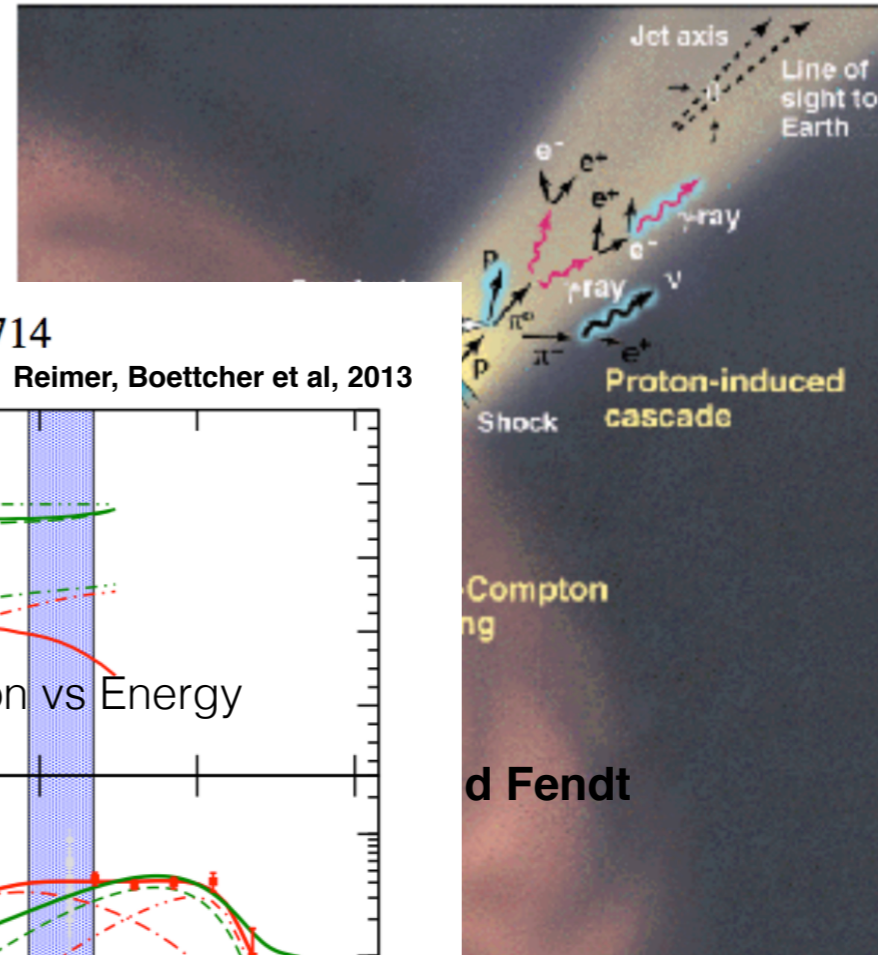 Jet axis
Line of
sight to
Earth
θ
e⁻
e⁺
e⁺
γ-ray
e⁻
p
γ-ray
ν
π°
π⁻
e⁺
p
Proton-induced
cascade
Shock
714
Reimer, Boettcher et al, 2013
-Compton
ng
on vs Energy
d Fendt